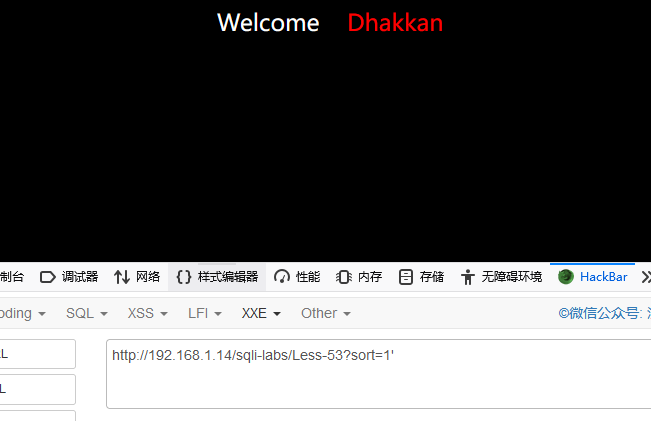 Welcome Dhakkan
制台 调试器 网络 {} 样式编辑器 性能 内存 存储 无障碍环境 HackBar
oding SQL XSS LFI XXE Other ©微信公众号:
L http://192.168.1.14/sqli-labs/Less-53?sort=1'
L